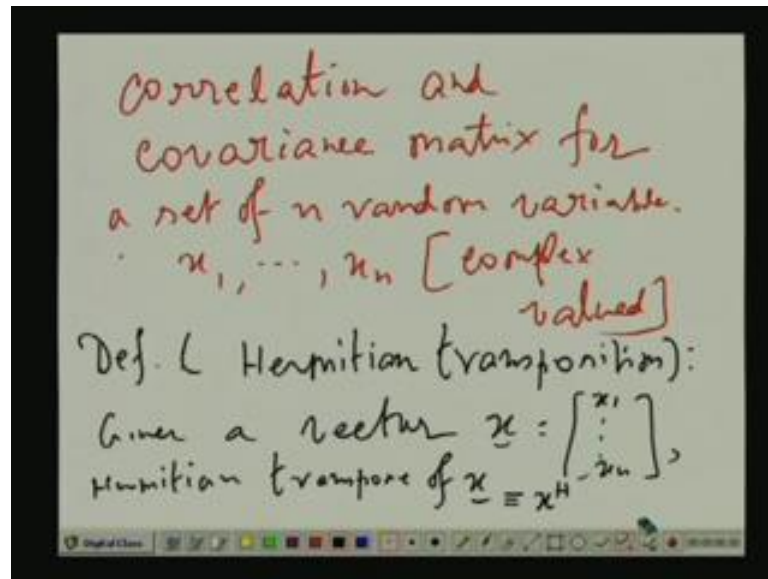 correlation and
covariance matrix for
a set of n random variable.
x₁, ⋯, xₙ [complex
valued]
Def. ( Hermitian transposition):
Given a vector x : [x₁ ⋮ xₙ],
Hermitian transpose of x ≡ xᴴ